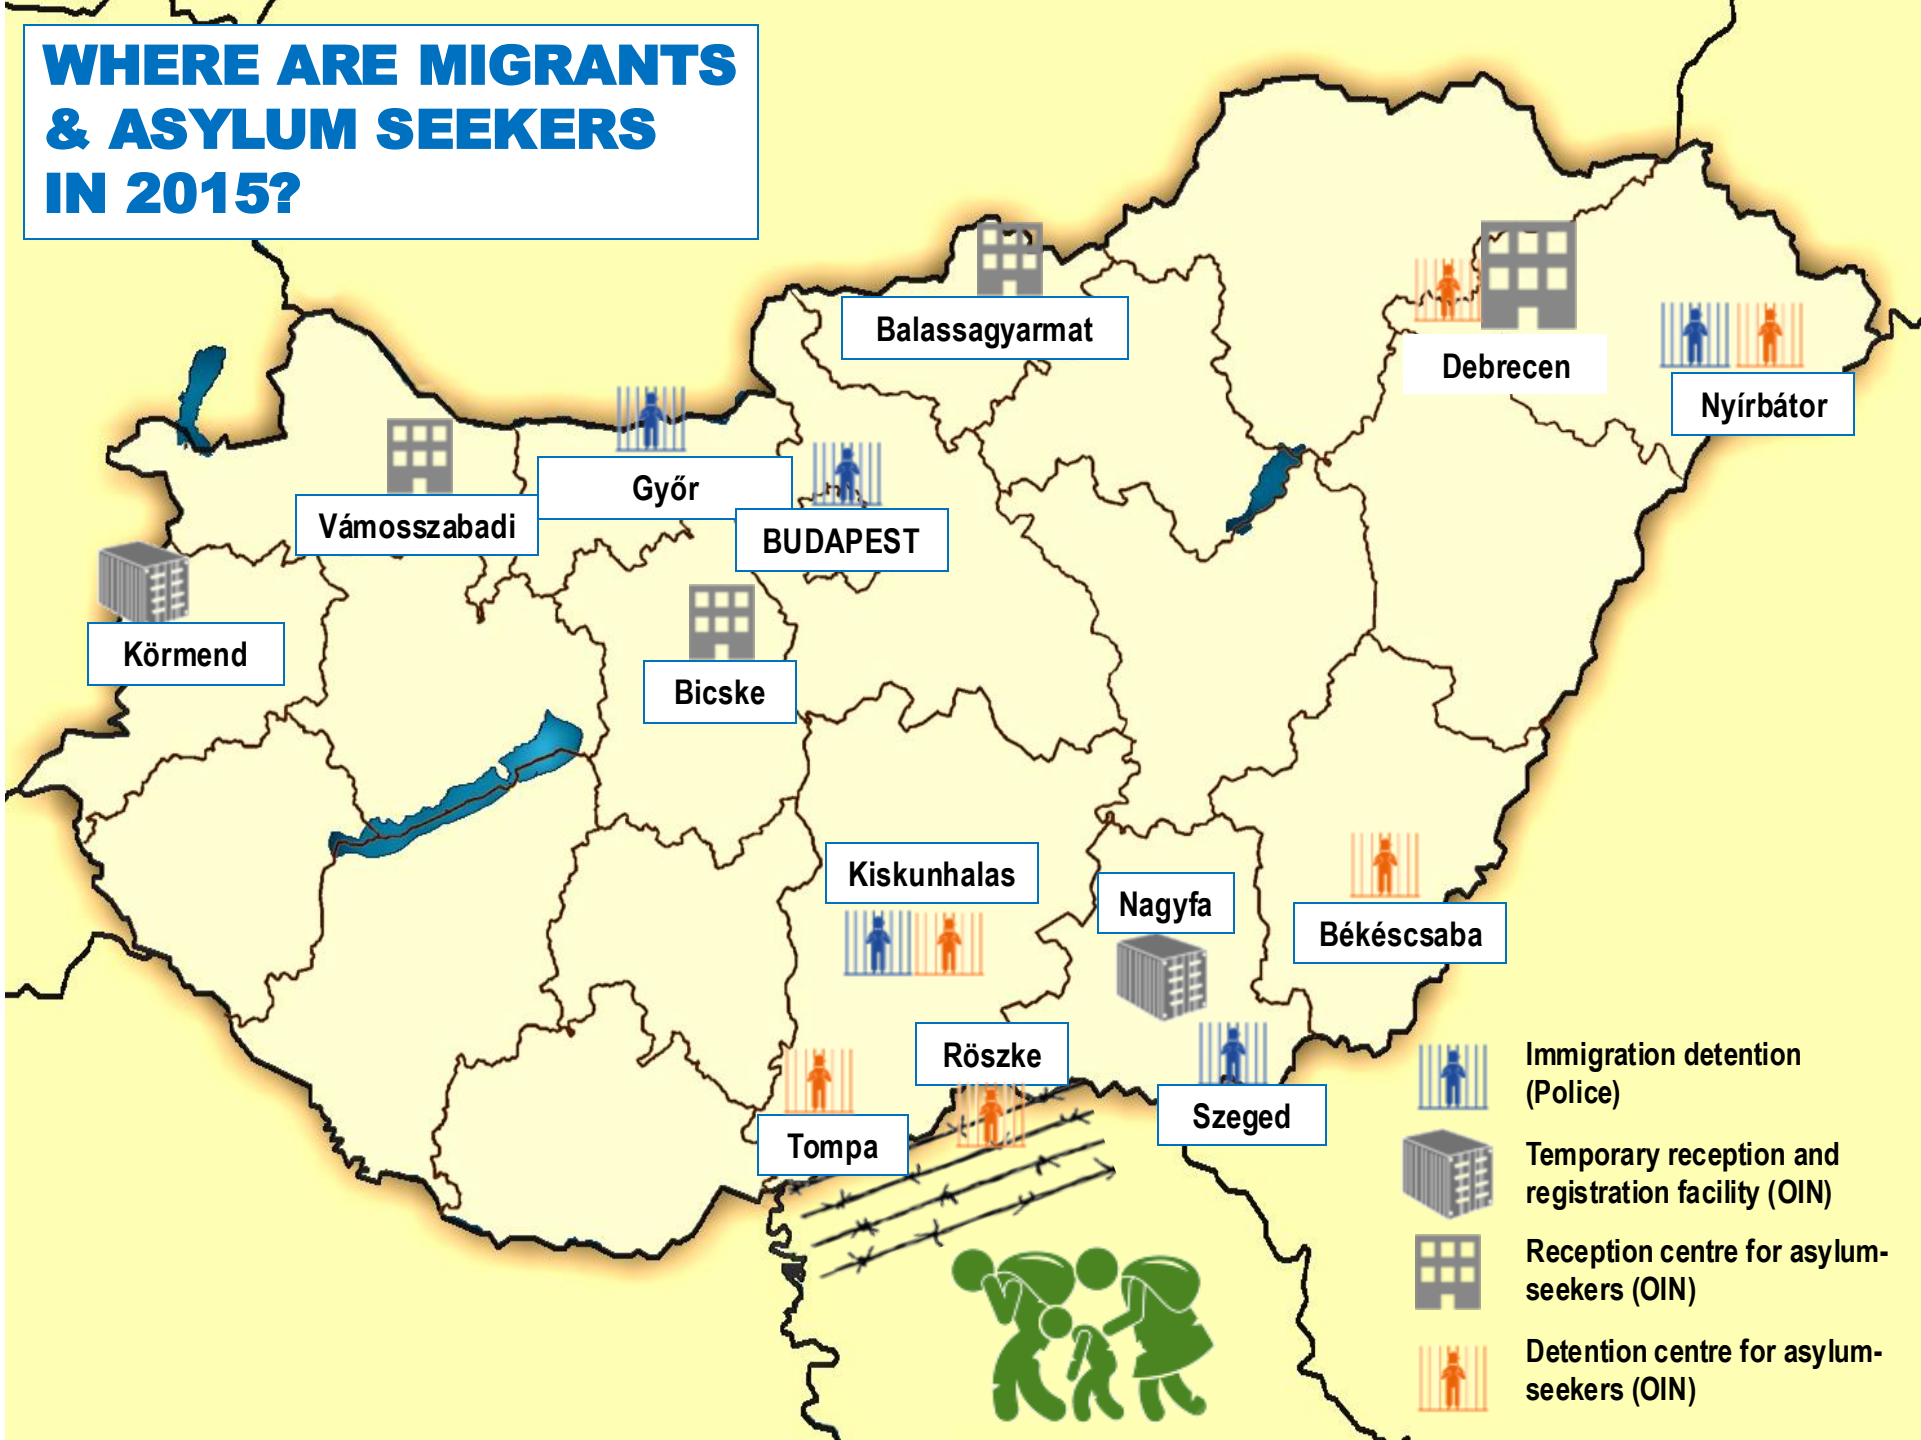 WHERE ARE MIGRANTS
& ASYLUM SEEKERS
IN 2015?
Balassagyarmat
Debrecen
Nyírbátor
Győr
Vámosszabadi
BUDAPEST
Körmend
Bicske
Kiskunhalas
Nagyfa
Békéscsaba
Röszke
Szeged
Tompa
Immigration detention
(Police)
Temporary reception and
registration facility (OIN)
Reception centre for asylum-
seekers (OIN)
Detention centre for asylum-
seekers (OIN)